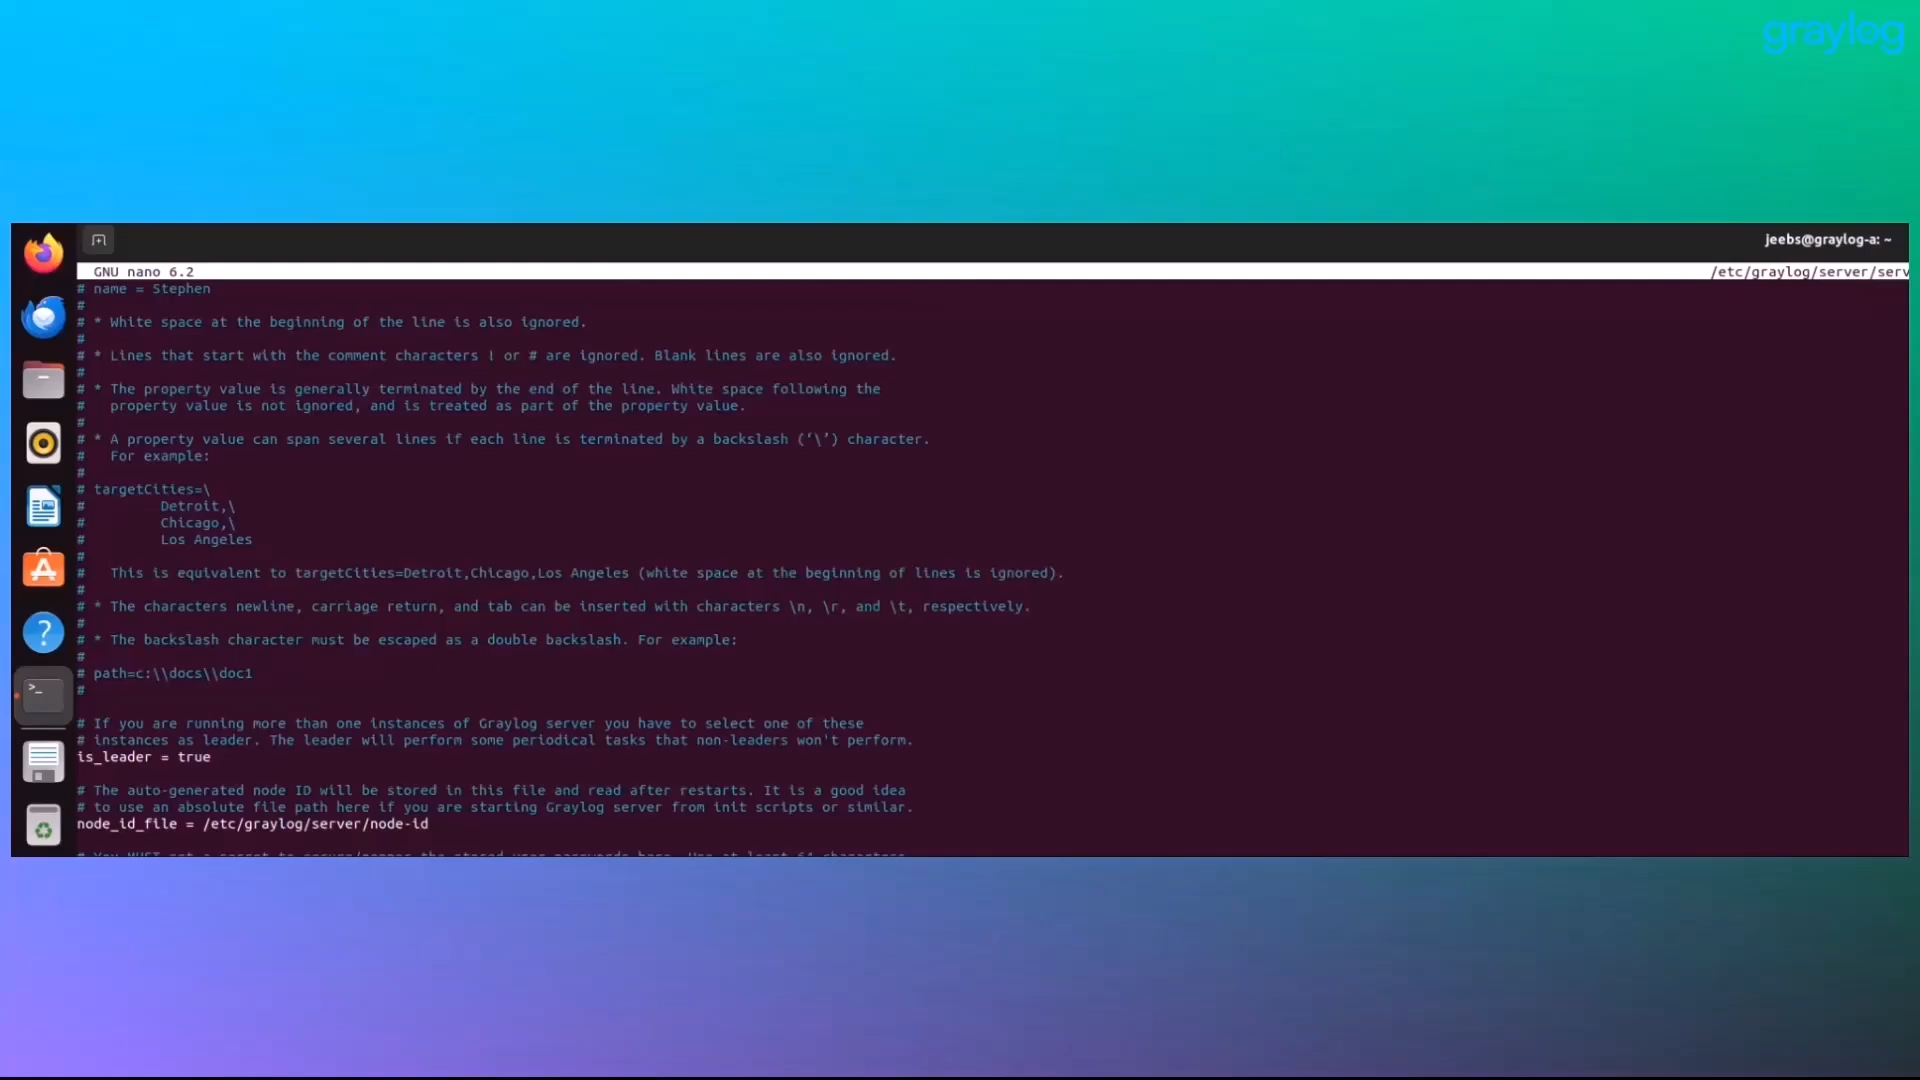 graylog
jeebs@graylog-a: ~
GNU nano 6.2
/etc/graylog/server/serv
# name = Stephen
#
# * White space at the beginning of the line is also ignored.
#
# * Lines that start with the comment characters ! or # are ignored. Blank lines are also ignored.
#
# * The property value is generally terminated by the end of the line. White space following the
#   property value is not ignored, and is treated as part of the property value.
#
# * A property value can span several lines if each line is terminated by a backslash (‘\’) character.
#   For example:
#
# targetCities=\
#         Detroit,\
#         Chicago,\
#         Los Angeles
#
#   This is equivalent to targetCities=Detroit,Chicago,Los Angeles (white space at the beginning of lines is ignored).
#
# * The characters newline, carriage return, and tab can be inserted with characters \n, \r, and \t, respectively.
#
# * The backslash character must be escaped as a double backslash. For example:
#
# path=c:\\docs\\doc1
#
# If you are running more than one instances of Graylog server you have to select one of these
# instances as leader. The leader will perform some periodical tasks that non-leaders won't perform.
is_leader = true
# The auto-generated node ID will be stored in this file and read after restarts. It is a good idea
# to use an absolute file path here if you are starting Graylog server from init scripts or similar.
node_id_file = /etc/graylog/server/node-id